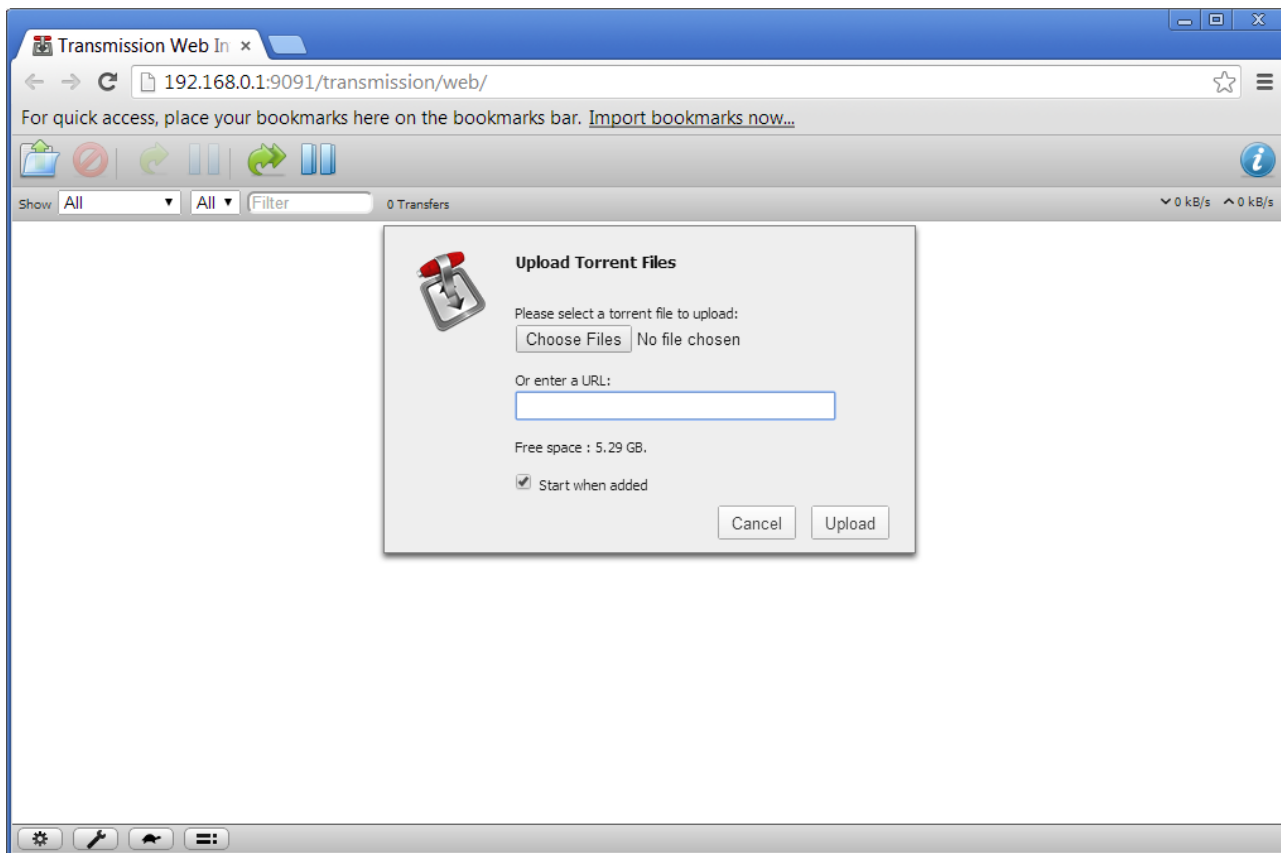 Transmission Web In
192.168.0.1:9091/transmission/web/
For quick access, place your bookmarks here on the bookmarks bar. Import bookmarks now...
Show All All Filter 0 Transfers 0 kB/s 0 kB/s
Upload Torrent Files
Please select a torrent file to upload:
Choose Files No file chosen
Or enter a URL:
Free space : 5.29 GB.
Start when added
Cancel Upload